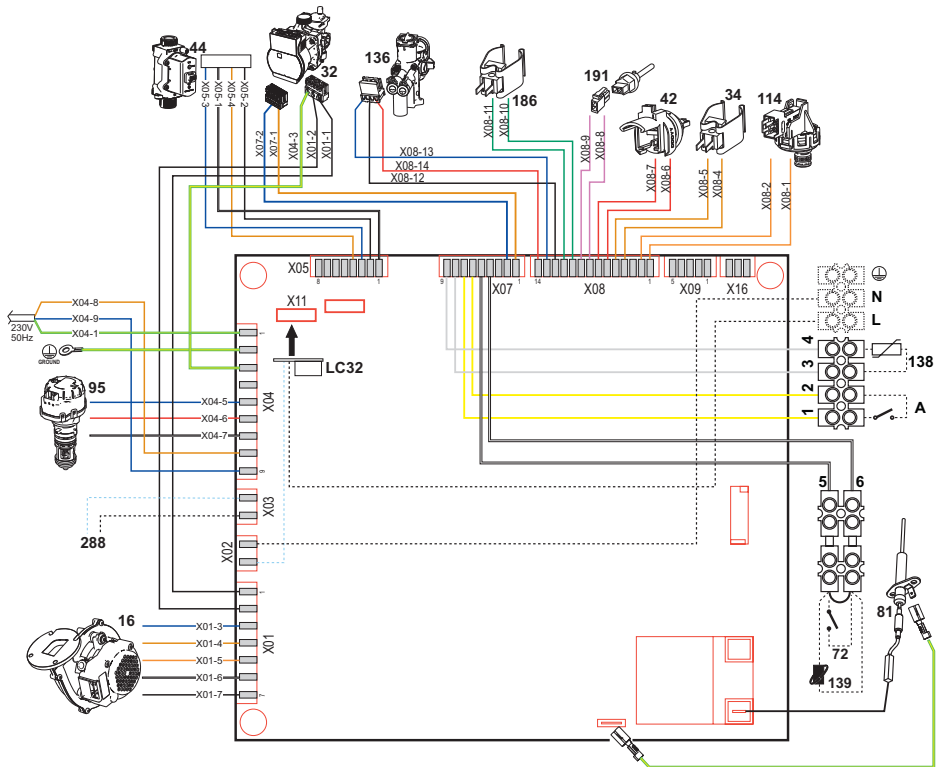 44
32
136
186
191
42
34
114
X05-3
X05-1
X05-4
X05-2
X07-2
X07-1
X04-3
X01-2
X01-1
X08-13
X08-14
X08-12
X08-11
X08-10
X08-9
X08-8
X08-7
X08-6
X08-5
X08-4
X08-2
X08-1
X05
8
1
9
X07
1
14
X08
1
5
X09
1
X16
X11
LC32
230V
50Hz
X04-8
X04-9
X04-1
GROUND
1
X04
9
95
X04-5
X04-6
X04-7
X03
288
X02
1
X01
7
16
X01-3
X01-4
X01-5
X01-6
X01-7
N
L
4
3
2
1
138
A
5
6
72
139
81